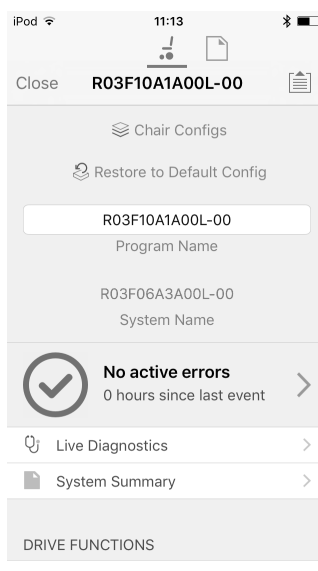 iPod 11:13
Close R03F10A1A00L-00
Chair Configs
Restore to Default Config
R03F10A1A00L-00
Program Name
R03F06A3A00L-00
System Name
No active errors
0 hours since last event
Live Diagnostics
System Summary
DRIVE FUNCTIONS